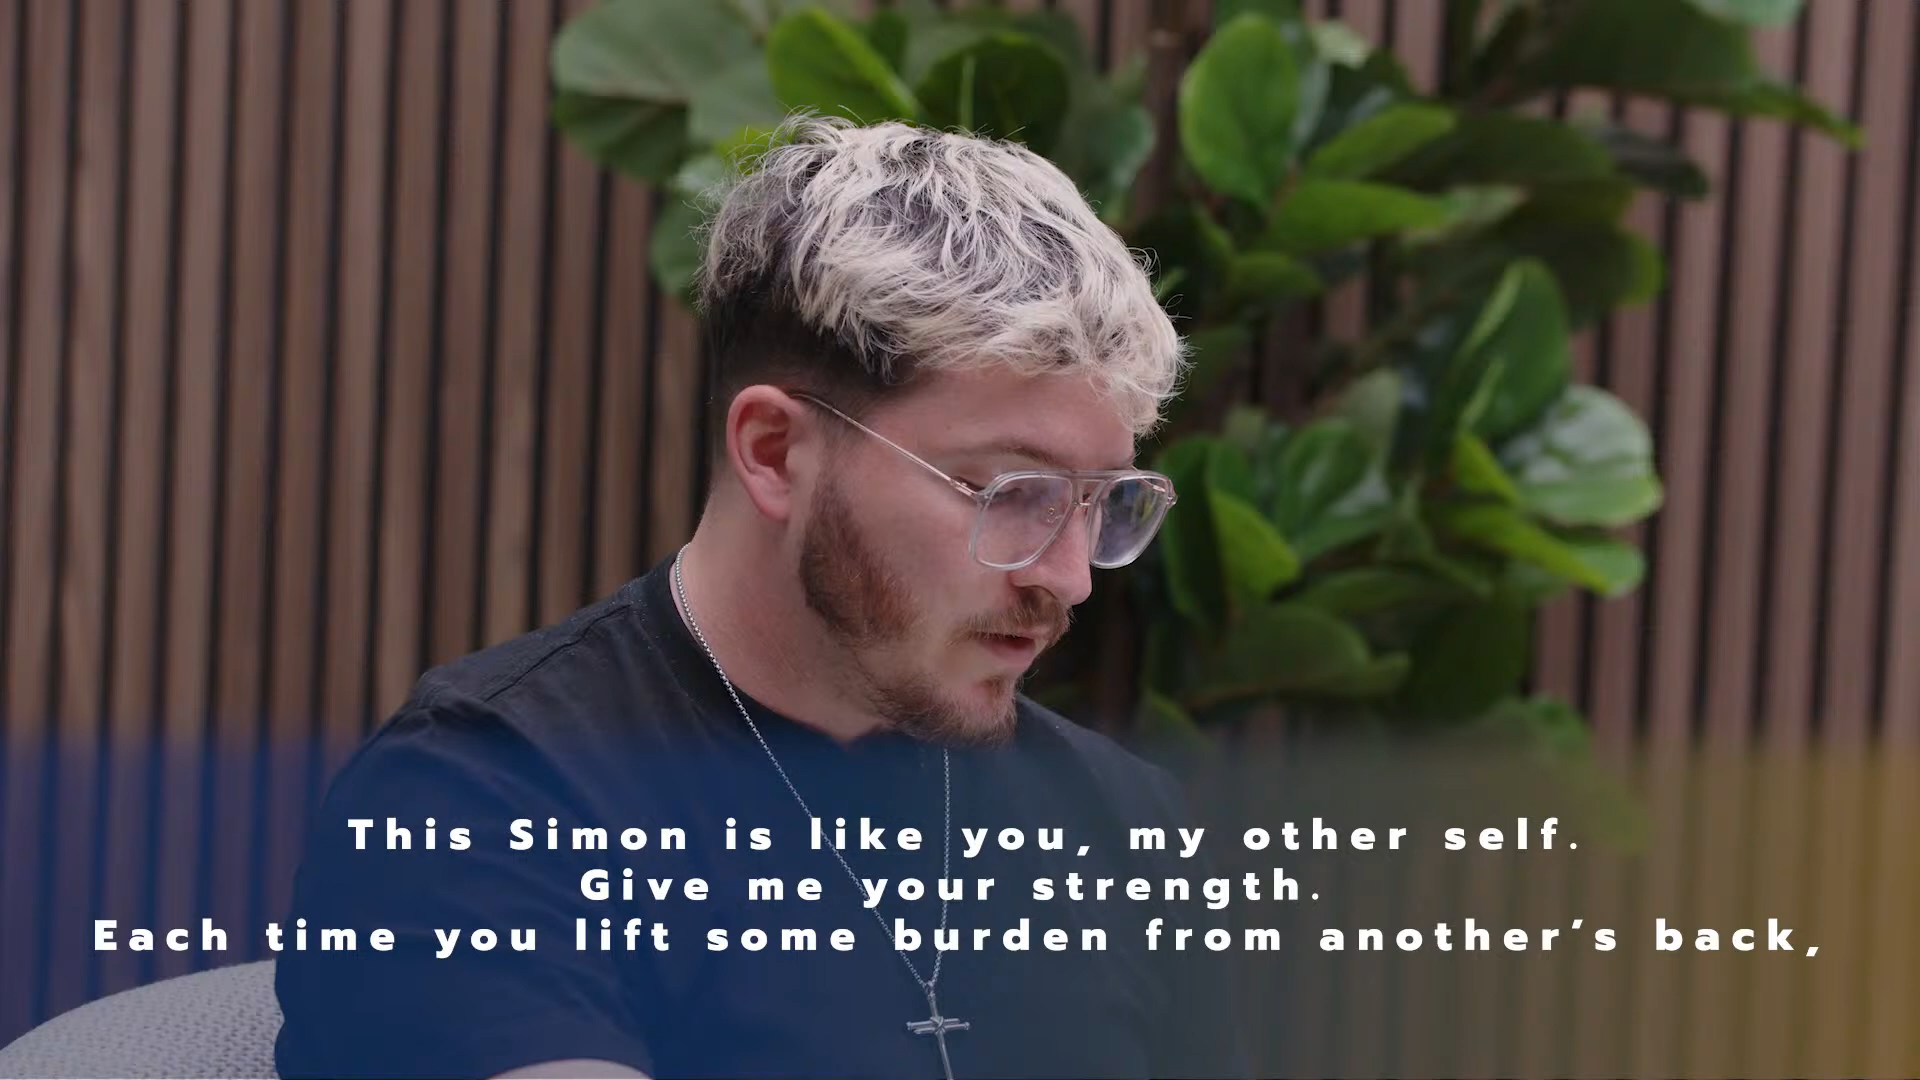 This Simon is like you, my other self.
Give me your strength.
Each time you lift some burden from another’s back,